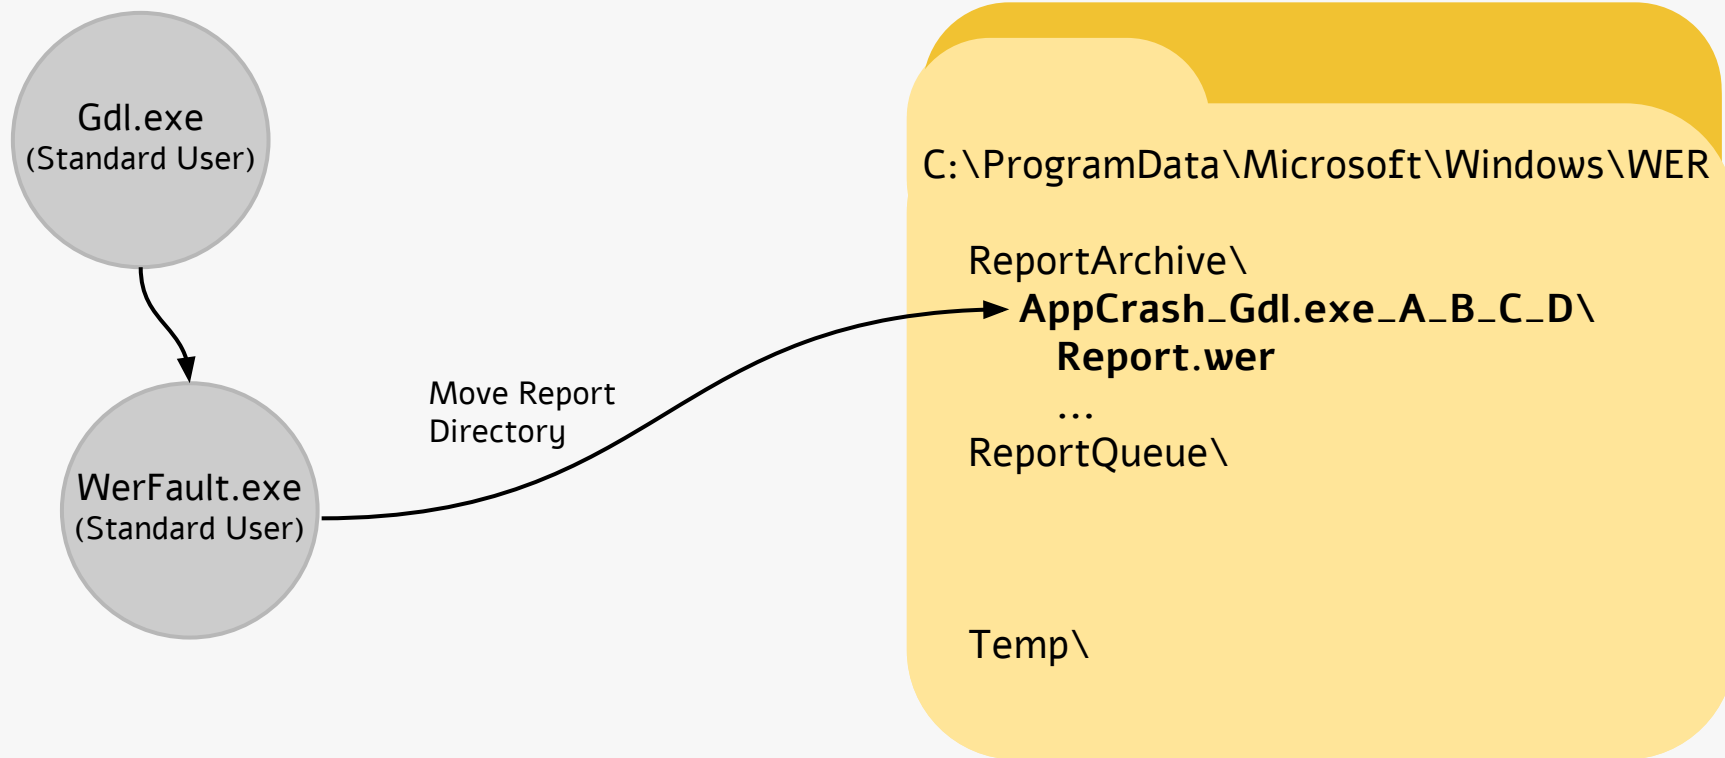 Gdl.exe
(Standard User)
WerFault.exe
(Standard User)
Move Report
Directory
C:\ProgramData\Microsoft\Windows\WER
ReportArchive\
AppCrash_Gdl.exe_A_B_C_D\
Report.wer
...
ReportQueue\
Temp\